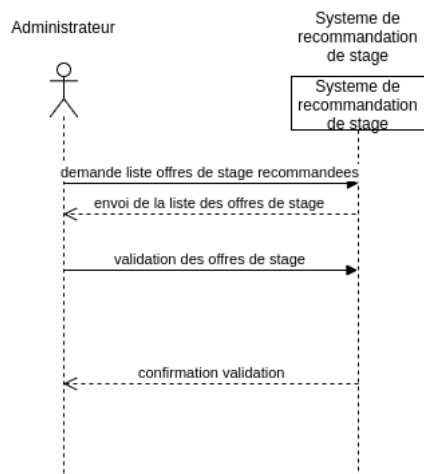 Administrateur
Systeme de
recommandation
de stage
Systeme de
recommandation
de stage
demande liste offres de stage recommandees
envoi de la liste des offres de stage
validation des offres de stage
confirmation validation